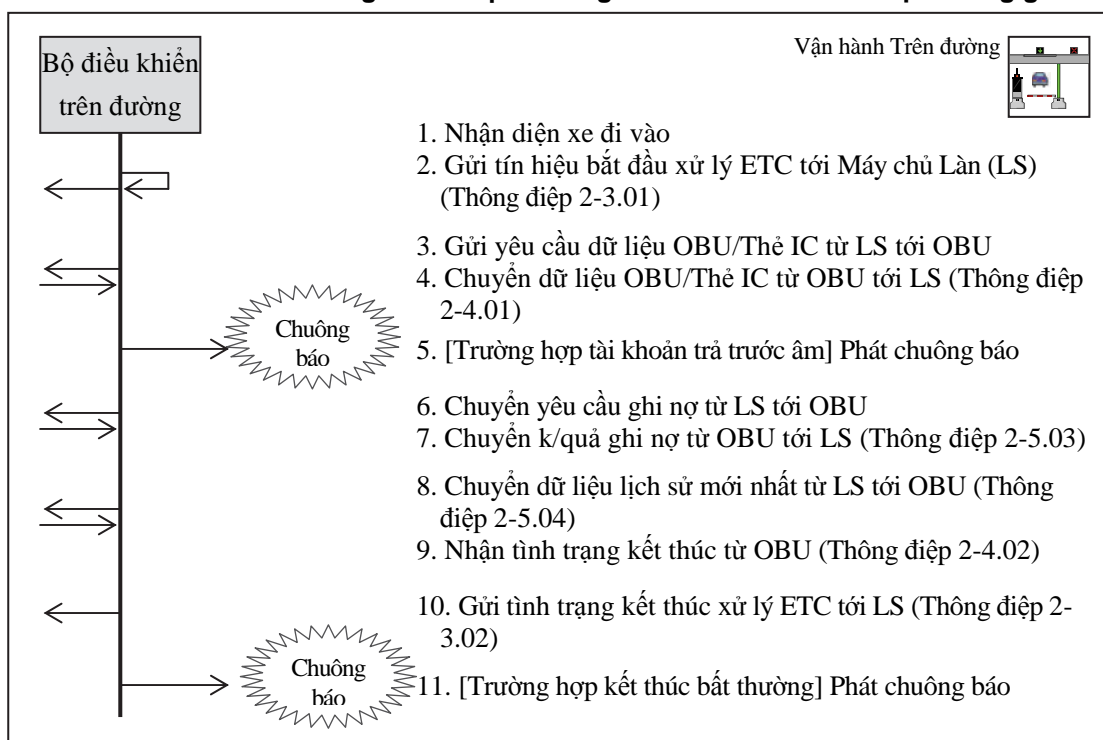 Bộ điều khiển
trên đường
Vận hành Trên đường
1. Nhận diện xe đi vào
2. Gửi tín hiệu bắt đầu xử lý ETC tới Máy chủ Làn (LS)
(Thông điệp 2-3.01)
3. Gửi yêu cầu dữ liệu OBU/Thẻ IC từ LS tới OBU
4. Chuyển dữ liệu OBU/Thẻ IC từ OBU tới LS (Thông điệp
2-4.01)
Chuông
báo
5. [Trường hợp tài khoản trả trước âm] Phát chuông báo
6. Chuyển yêu cầu ghi nợ từ LS tới OBU
7. Chuyển k/quả ghi nợ từ OBU tới LS (Thông điệp 2-5.03)
8. Chuyển dữ liệu lịch sử mới nhất từ LS tới OBU (Thông
điệp 2-5.04)
9. Nhận tình trạng kết thúc từ OBU (Thông điệp 2-4.02)
10. Gửi tình trạng kết thúc xử lý ETC tới LS (Thông điệp 2-
3.02)
Chuông
báo
11. [Trường hợp kết thúc bất thường] Phát chuông báo